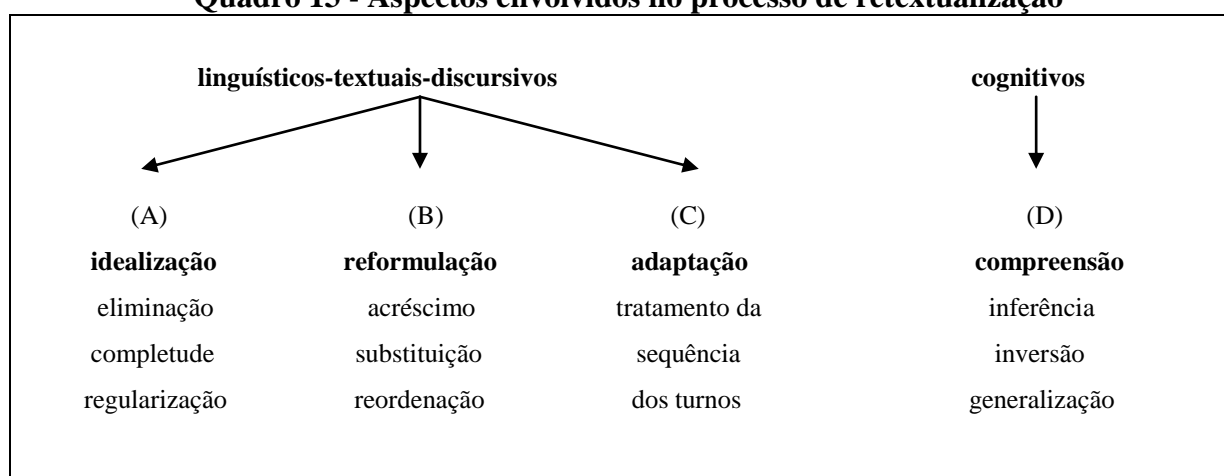 Quadro 15 - Aspectos envolvidos no processo de retextualização
linguísticos-textuais-discursivos cognitivos
(A) (B) (C) (D)
idealização reformulação adaptação compreensão
eliminação acréscimo tratamento da inferência
completude substituição sequência inversão
regularização reordenação dos turnos generalização